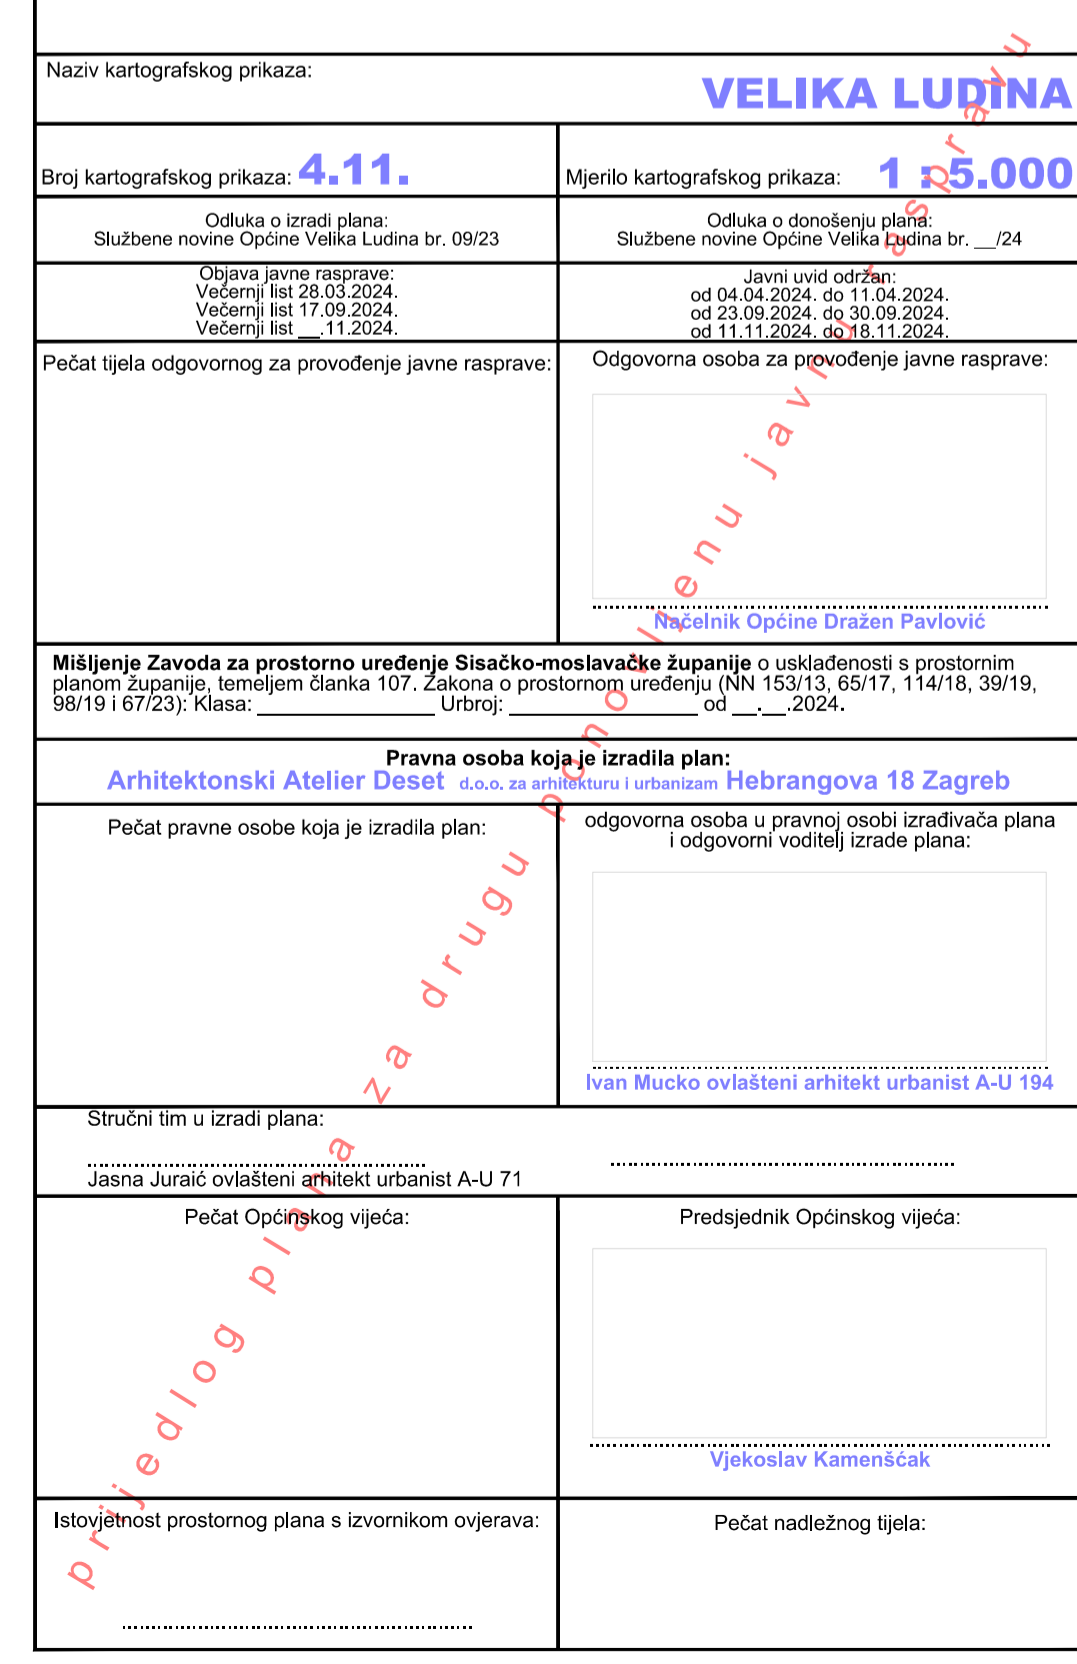 Naziv kartografskog prikaza:
VELIKA LUDINA
Broj kartografskog prikaza: 4.11.
Mjerilo kartografskog prikaza: 1 : 5.000
Odluka o izradi plana:
Službene novine Općine Velika Ludina br. 09/23
Odluka o donošenju plana:
Službene novine Općine Velika Ludina br. __/24
Objava javne rasprave:
Večernji list 28.03.2024.
Večernji list 17.09.2024.
Večernji list __.11.2024.
Javni uvid održan:
od 04.04.2024. do 11.04.2024.
od 23.09.2024. do 30.09.2024.
od 11.11.2024. do 18.11.2024.
Pečat tijela odgovornog za provođenje javne rasprave:
Odgovorna osoba za provođenje javne rasprave:
Načelnik Općine Dražen Pavlović
Mišljenje Zavoda za prostorno uređenje Sisačko-moslavačke županije o usklađenosti s prostornim
planom županije, temeljem članka 107. Zakona o prostornom uređenju (NN 153/13, 65/17, 114/18, 39/19,
98/19 i 67/23): Klasa: ________________ Urbroj: _________________ od __.__.2024.
Pravna osoba koja je izradila plan:
Arhitektonski Atelier Deset d.o.o. za arhitekturu i urbanizam Hebrangova 18 Zagreb
Pečat pravne osobe koja je izradila plan:
odgovorna osoba u pravnoj osobi izrađivača plana
i odgovorni voditelj izrade plana:
Ivan Mucko ovlašteni arhitekt urbanist A-U 194
Stručni tim u izradi plana:
Jasna Juraić ovlašteni arhitekt urbanist A-U 71
Pečat Općinskog vijeća:
Predsjednik Općinskog vijeća:
Vjekoslav Kamenšćak
Istovjetnost prostornog plana s izvornikom ovjerava:
Pečat nadležnog tijela:
prijedlog plana za drugu ponovljenu javnu raspravu